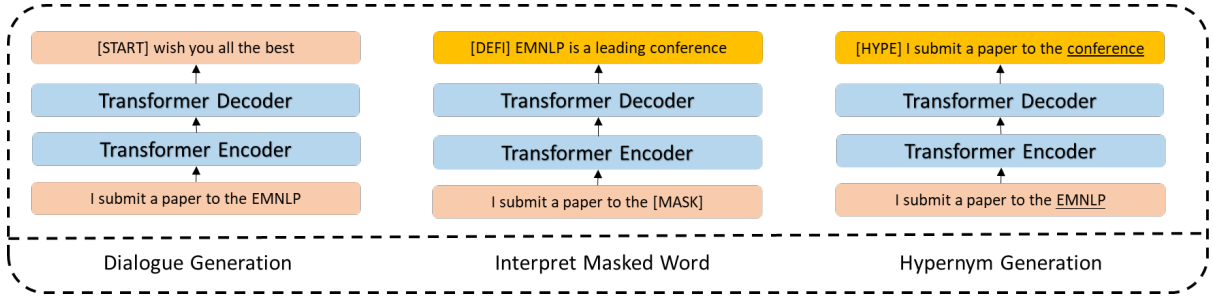 [START] wish you all the best
[DEFI] EMNLP is a leading conference
[HYPE] I submit a paper to the conference
Transformer Decoder
Transformer Decoder
Transformer Decoder
Transformer Encoder
Transformer Encoder
Transformer Encoder
I submit a paper to the EMNLP
I submit a paper to the [MASK]
I submit a paper to the EMNLP
Dialogue Generation
Interpret Masked Word
Hypernym Generation